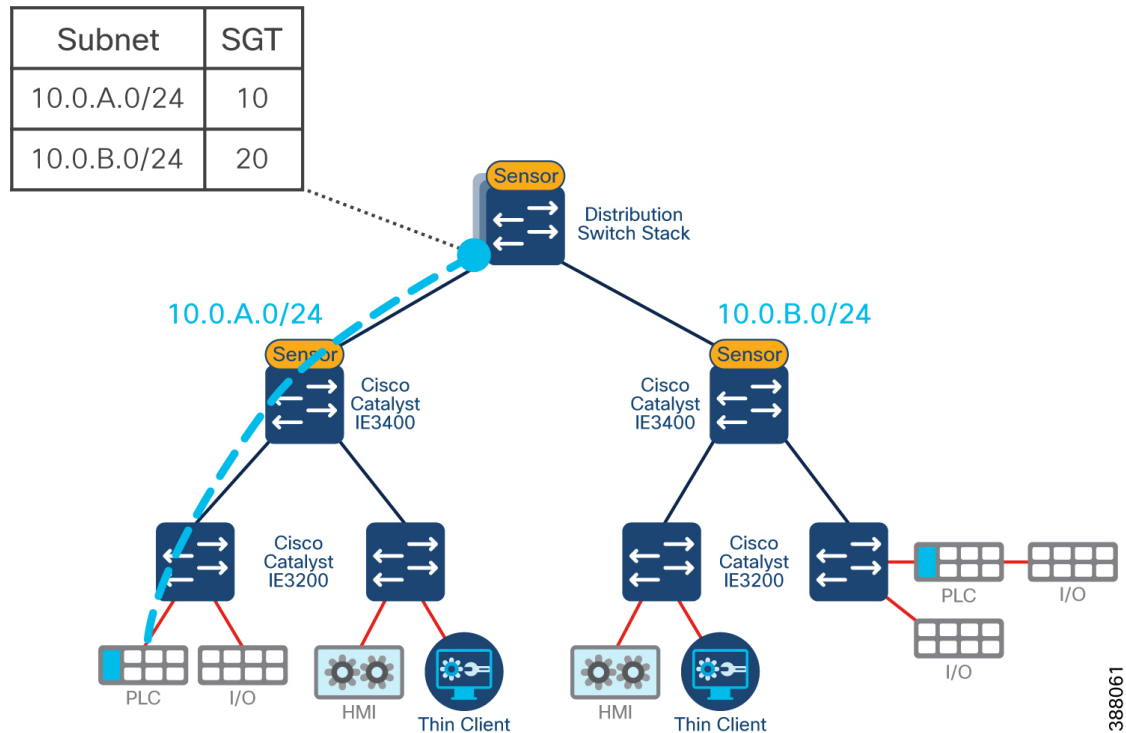 Subnet SGT
10.0.A.0/24 10
10.0.B.0/24 20
Sensor
Distribution
Switch Stack
10.0.A.0/24
10.0.B.0/24
Sensor
Cisco
Catalyst
IE3400
Sensor
Cisco
Catalyst
IE3400
Cisco
Catalyst
IE3200
Cisco
Catalyst
IE3200
PLC
I/O
I/O
PLC
I/O
HMI
Thin Client
HMI
Thin Client
388061